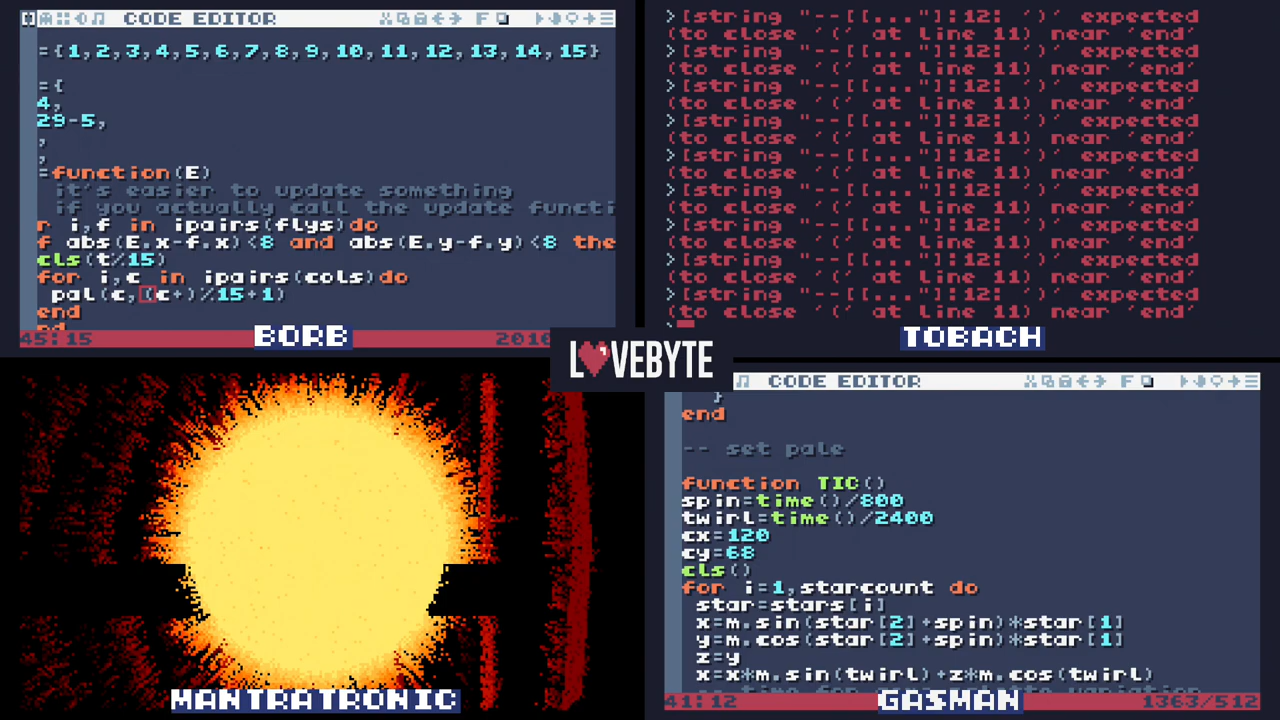 CODE EDITOR
F
={1,2,3,4,5,6,7,8,9,10,11,12,13,14,15}
={
4,
29-5,
,
,
=function(E)
it's easier to update something
if you actually call the update functi
r i,f in ipairs(flys)do
f abs(E.x-f.x)<8 and abs(E.y-f.y)<8 the
cls(t%15)
for i,c in ipairs(cols)do
pal(c,(c+)%15+1)
end
end
45:15
BORB
>[string "--[[..."]:12: ')' expected
(to close '(' at line 11) near 'end'
>[string "--[[..."]:12: ')' expected
(to close '(' at line 11) near 'end'
>[string "--[[..."]:12: ')' expected
(to close '(' at line 11) near 'end'
>[string "--[[..."]:12: ')' expected
(to close '(' at line 11) near 'end'
>[string "--[[..."]:12: ')' expected
(to close '(' at line 11) near 'end'
>[string "--[[..."]:12: ')' expected
(to close '(' at line 11) near 'end'
>[string "--[[..."]:12: ')' expected
(to close '(' at line 11) near 'end'
>[string "--[[..."]:12: ')' expected
(to close '(' at line 11) near 'end'
>[string "--[[..."]:12: ')' expected
(to close '(' at line 11) near 'end'
>
TOBACH
L♥VEBYTE
MANTRATRONIC
CODE EDITOR
F
}
end
-- set pale
function TIC()
spin=time()/800
twirl=time()/2400
cx=120
cy=68
cls()
for i=1,starcount do
star=stars[i]
x=m.sin(star[2]+spin)*star[1]
y=m.cos(star[2]+spin)*star[1]
z=y
x=x*m.sin(twirl)+z*m.cos(twirl)
41:12
GASMAN
1363/512